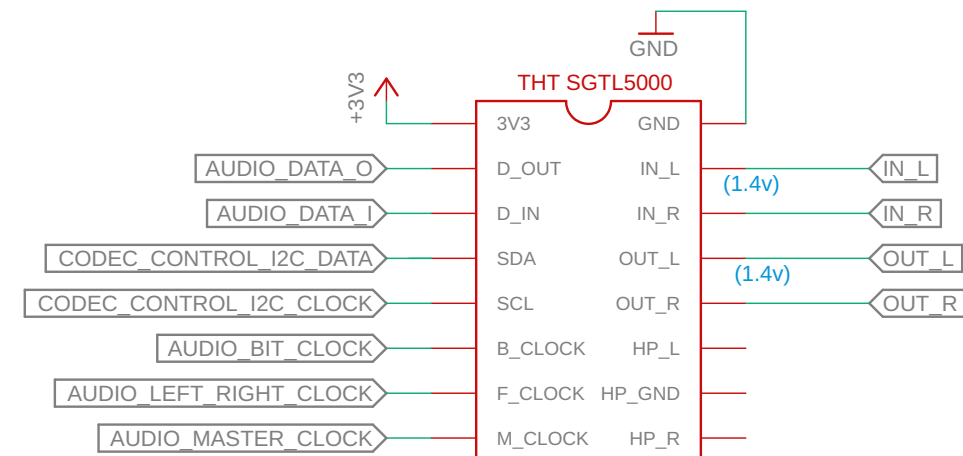 GND
THT SGTL5000
+3V3
3V3 GND
AUDIO_DATA_O D_OUT IN_L IN_L
(1.4v)
AUDIO_DATA_I D_IN IN_R IN_R
CODEC_CONTROL_I2C_DATA SDA OUT_L OUT_L
(1.4v)
CODEC_CONTROL_I2C_CLOCK SCL OUT_R OUT_R
AUDIO_BIT_CLOCK B_CLOCK HP_L
AUDIO_LEFT_RIGHT_CLOCK F_CLOCK HP_GND
AUDIO_MASTER_CLOCK M_CLOCK HP_R